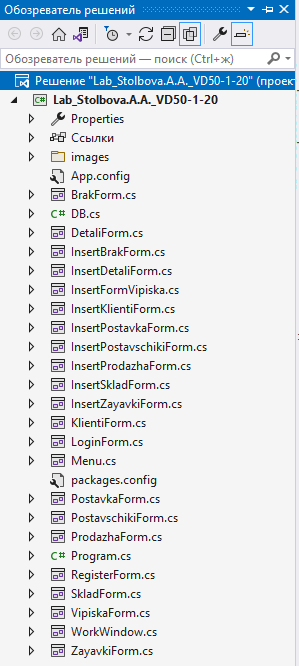 Обозреватель решений
Обозреватель решений — поиск (Ctrl+ж)
Решение "Lab_Stolbova.A.A._VD50-1-20" (проек
Lab_Stolbova.A.A._VD50-1-20
Properties
Ссылки
images
App.config
BrakForm.cs
DB.cs
DetaliForm.cs
InsertBrakForm.cs
InsertDetaliForm.cs
InsertFormVipiska.cs
InsertKlientiForm.cs
InsertPostavkaForm.cs
InsertPostavschikiForm.cs
InsertProdazhaForm.cs
InsertSkladForm.cs
InsertZayavkiForm.cs
KlientiForm.cs
LoginForm.cs
Menu.cs
packages.config
PostavkaForm.cs
PostavschikiForm.cs
ProdazhaForm.cs
Program.cs
RegisterForm.cs
SkladForm.cs
VipiskaForm.cs
WorkWindow.cs
ZayavkiForm.cs